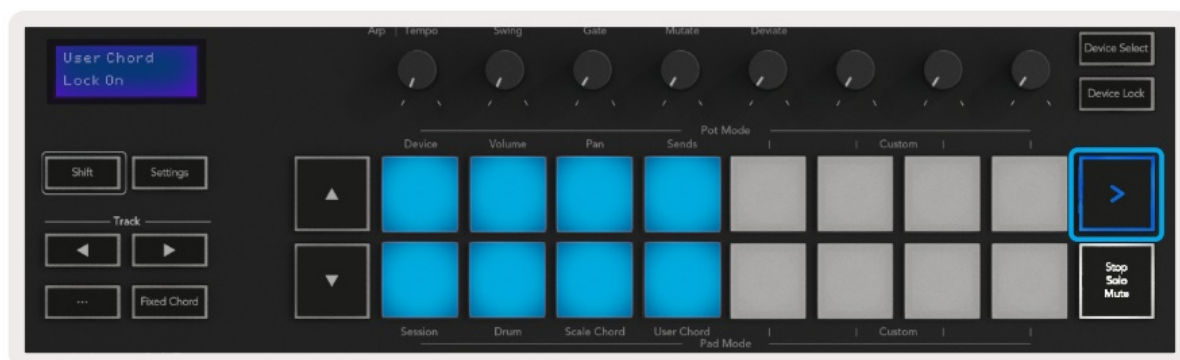 Arp | Tempo Swing Gate Mutate Deviate
User Chord
Lock On
Device Select
Device Lock
Pot Mode
Device Volume Pan Sends | | Custom | |
Shift Settings
▲
>
Track
◀ ▶
▼
Stop
Solo
Mute
... Fixed Chord
Session Drum Scale Chord User Chord | | Custom | |
Pad Mode